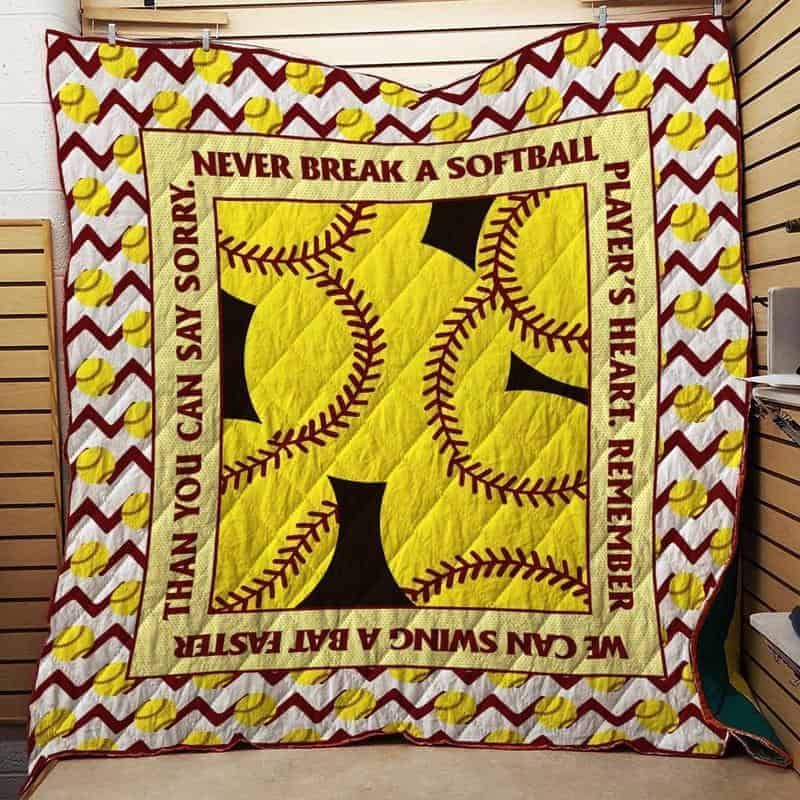 NEVER BREAK A SOFTBALL
PLAYER'S HEART. REMEMBER
WE CAN SWING A BAT FASTER
THAN YOU CAN SAY SORRY.